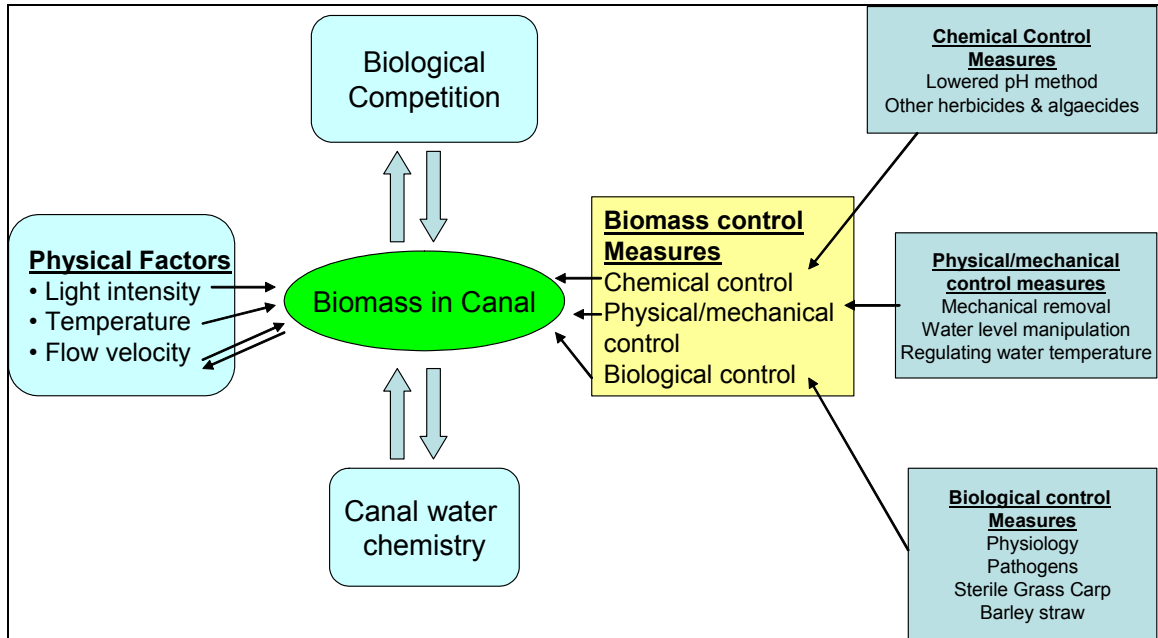 Biological
Competition
Physical Factors
• Light intensity
• Temperature
• Flow velocity
Biomass in Canal
Canal water
chemistry
Biomass control
Measures
Chemical control
Physical/mechanical
control
Biological control
Chemical Control
Measures
Lowered pH method
Other herbicides & algaecides
Physical/mechanical
control measures
Mechanical removal
Water level manipulation
Regulating water temperature
Biological control
Measures
Physiology
Pathogens
Sterile Grass Carp
Barley straw